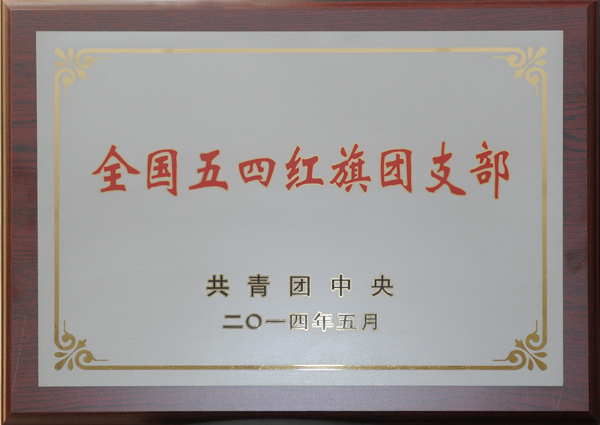 全国五四红旗团支部
共青团中央
二〇一四年五月